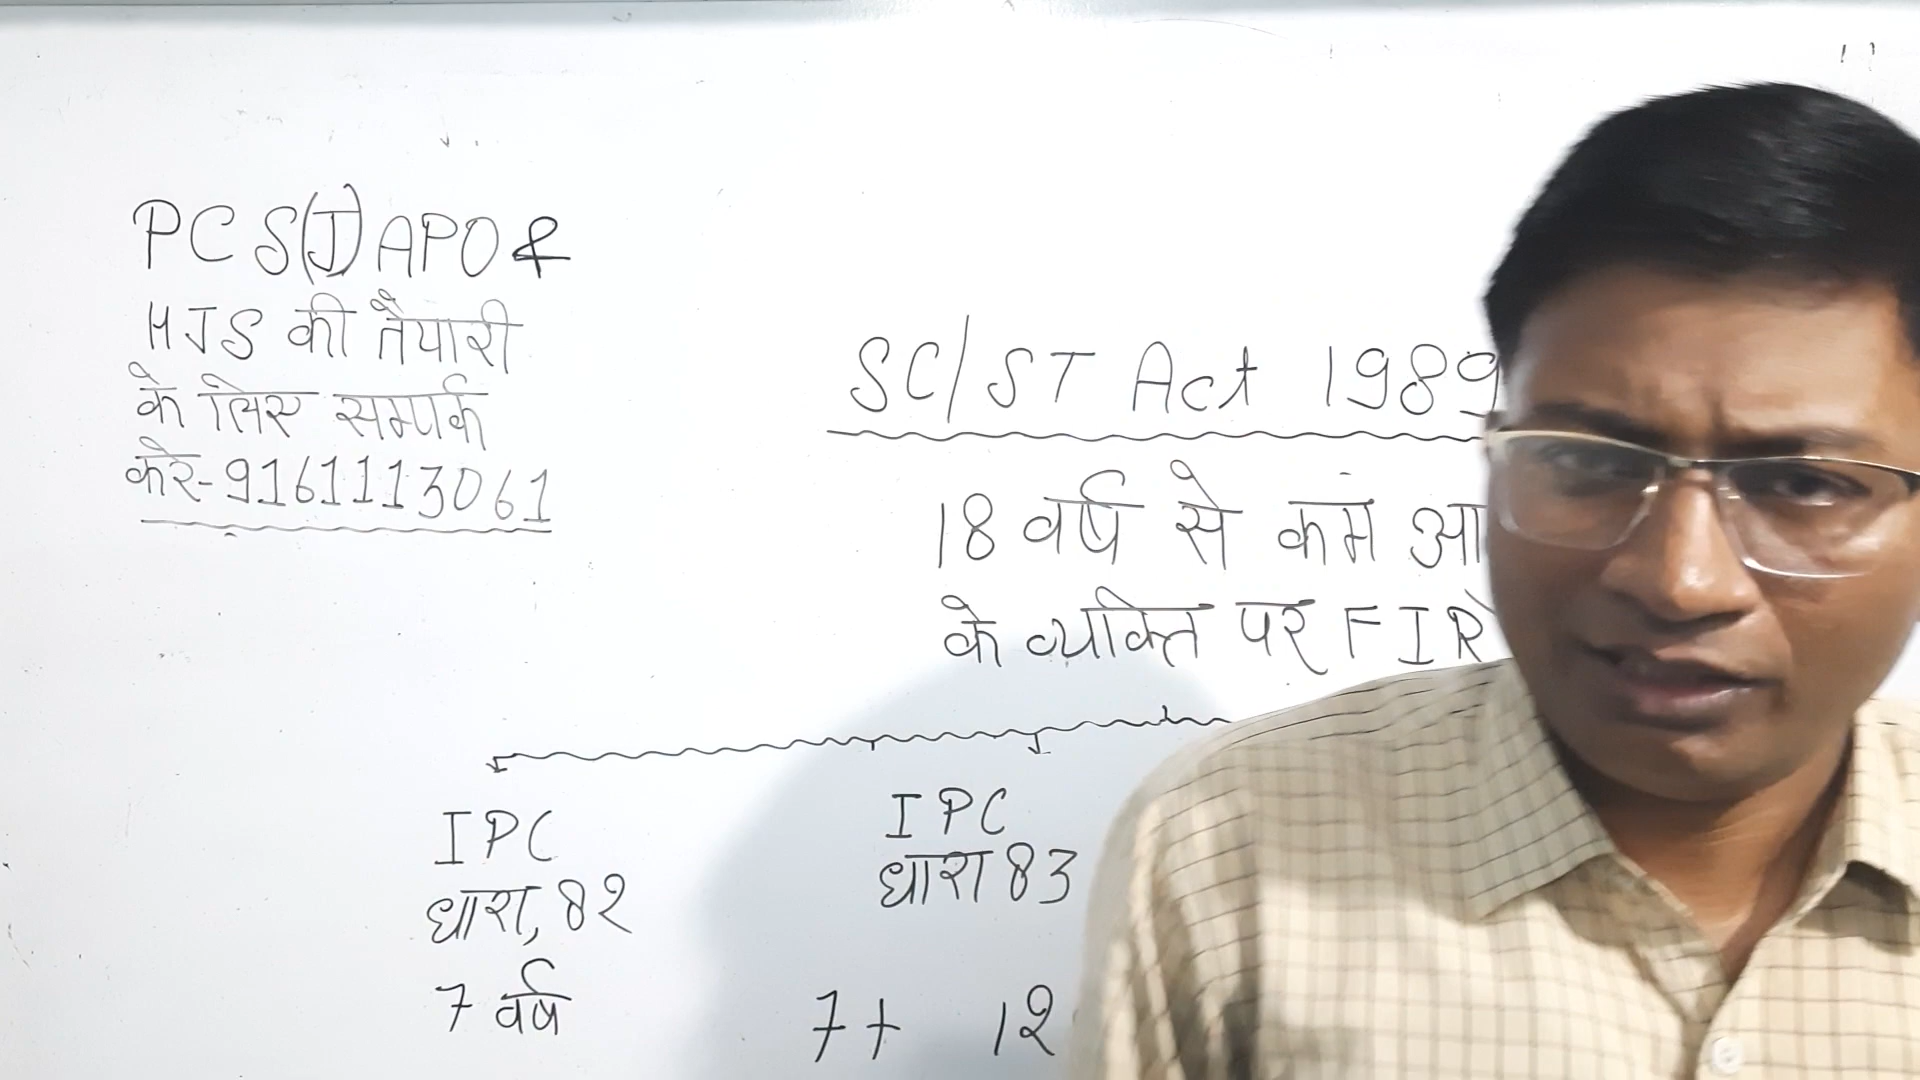 PCS(J) APO &
HJS की तैयारी
के लिए सम्पर्क
करे-9161113061
SC/ST Act 1989
18 वर्ष से कम आ
के व्यक्ति पर FIR
IPC
धारा, 82
7 वर्ष
IPC
धारा 83
7+ 12